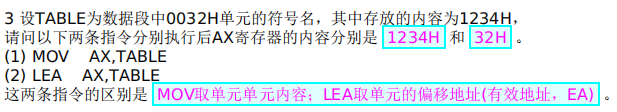 3 设TABLE为数据段中0032H单元的符号名，其中存放的内容为1234H，
请问以下两条指令分别执行后AX寄存器的内容分别是 1234H 和 32H 。
(1) MOV AX,TABLE
(2) LEA AX,TABLE
这两条指令的区别是 MOV取单元单元内容；LEA取单元的偏移地址(有效地址，EA) 。